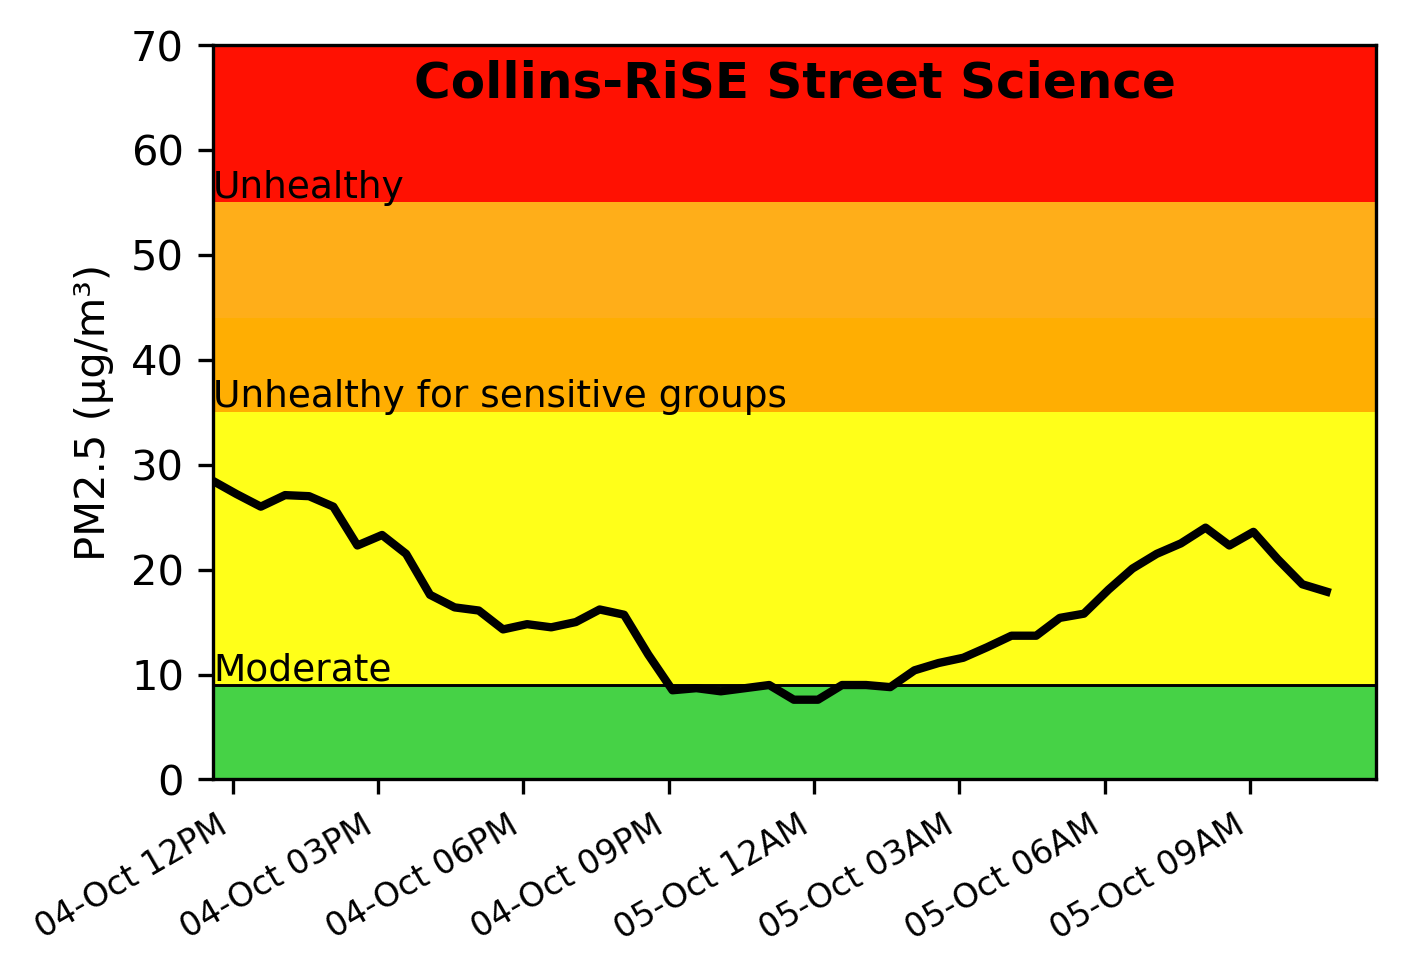 Collins-RiSE Street Science
70
60
Unhealthy
50
40
Unhealthy for sensitive groups
30
20
Moderate
10
0
PM2.5 (µg/m³)
04-Oct 12PM
04-Oct 03PM
04-Oct 06PM
04-Oct 09PM
05-Oct 12AM
05-Oct 03AM
05-Oct 06AM
05-Oct 09AM